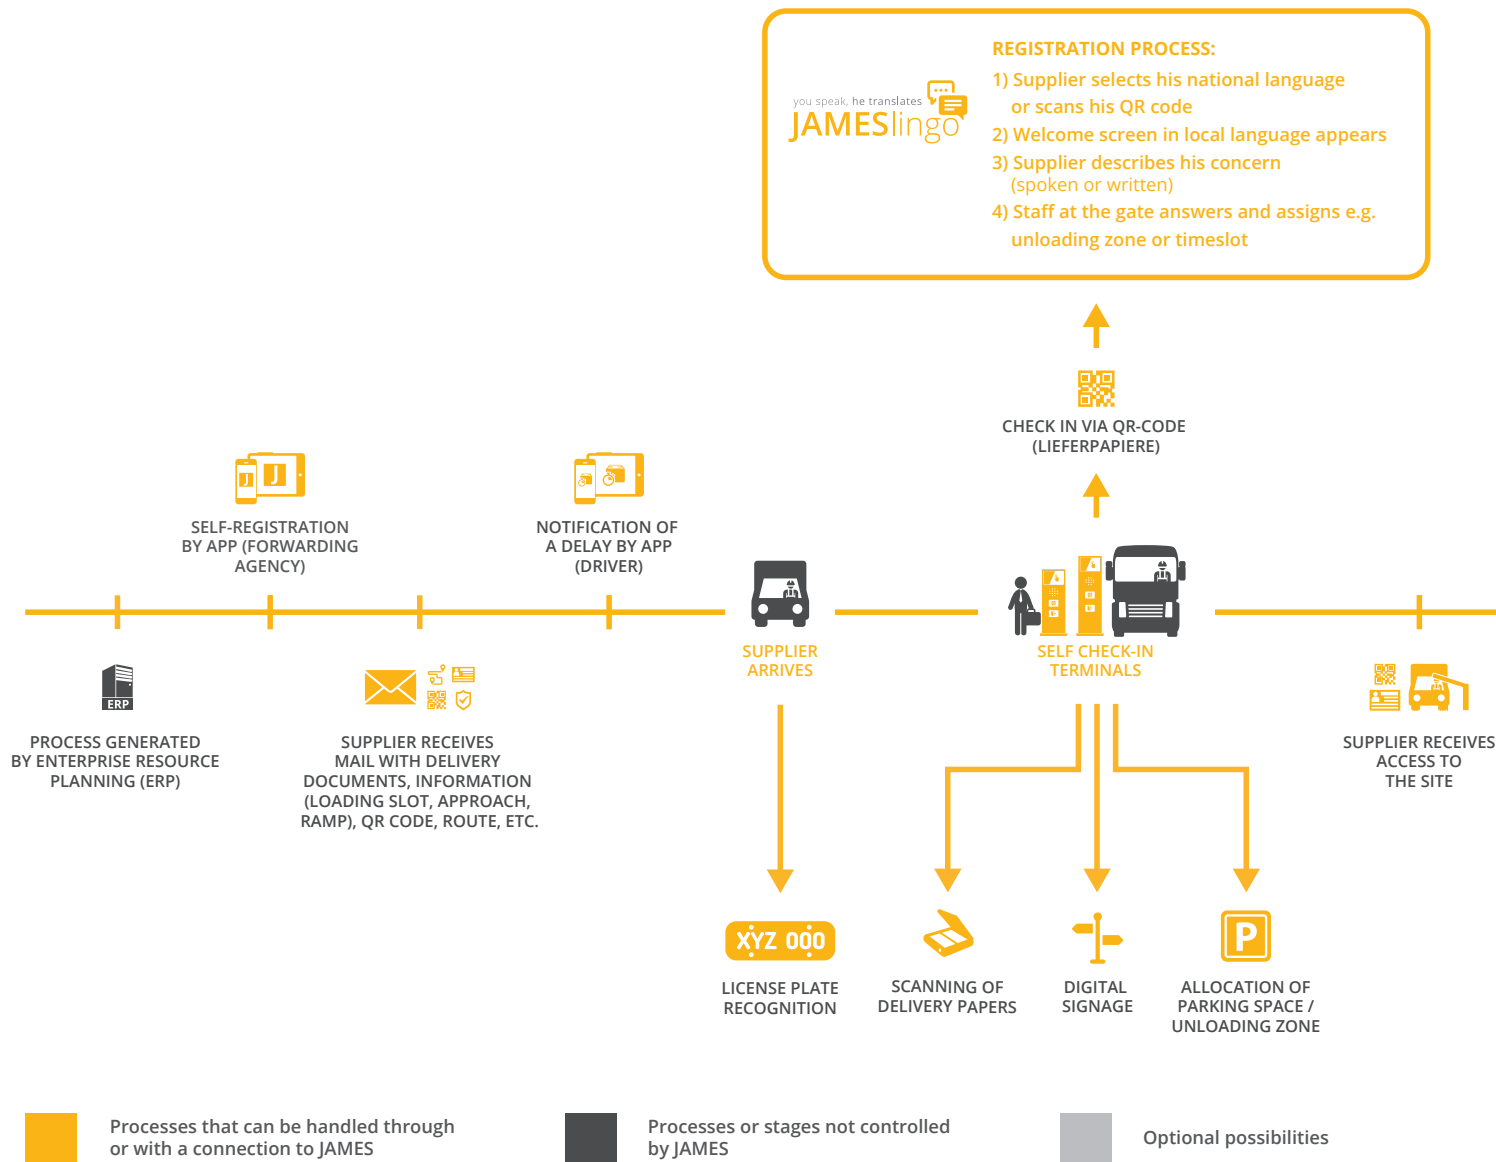 REGISTRATION PROCESS:
1) Supplier selects his national language
or scans his QR code
2) Welcome screen in local language appears
3) Supplier describes his concern
(spoken or written)
4) Staff at the gate answers and assigns e.g.
unloading zone or timeslot
you speak, he translates
JAMESlingo
CHECK IN VIA QR-CODE
(LIEFERPAPIERE)
J
J
SELF-REGISTRATION
BY APP (FORWARDING
AGENCY)
NOTIFICATION OF
A DELAY BY APP
(DRIVER)
SUPPLIER
ARRIVES
SELF CHECK-IN
TERMINALS
ERP
PROCESS GENERATED
BY ENTERPRISE RESOURCE
PLANNING (ERP)
SUPPLIER RECEIVES
MAIL WITH DELIVERY
DOCUMENTS, INFORMATION
(LOADING SLOT, APPROACH,
RAMP), QR CODE, ROUTE, ETC.
SUPPLIER RECEIVES
ACCESS TO
THE SITE
XYZ 000
LICENSE PLATE
RECOGNITION
SCANNING OF
DELIVERY PAPERS
DIGITAL
SIGNAGE
P
ALLOCATION OF
PARKING SPACE /
UNLOADING ZONE
Processes that can be handled through
or with a connection to JAMES
Processes or stages not controlled
by JAMES
Optional possibilities